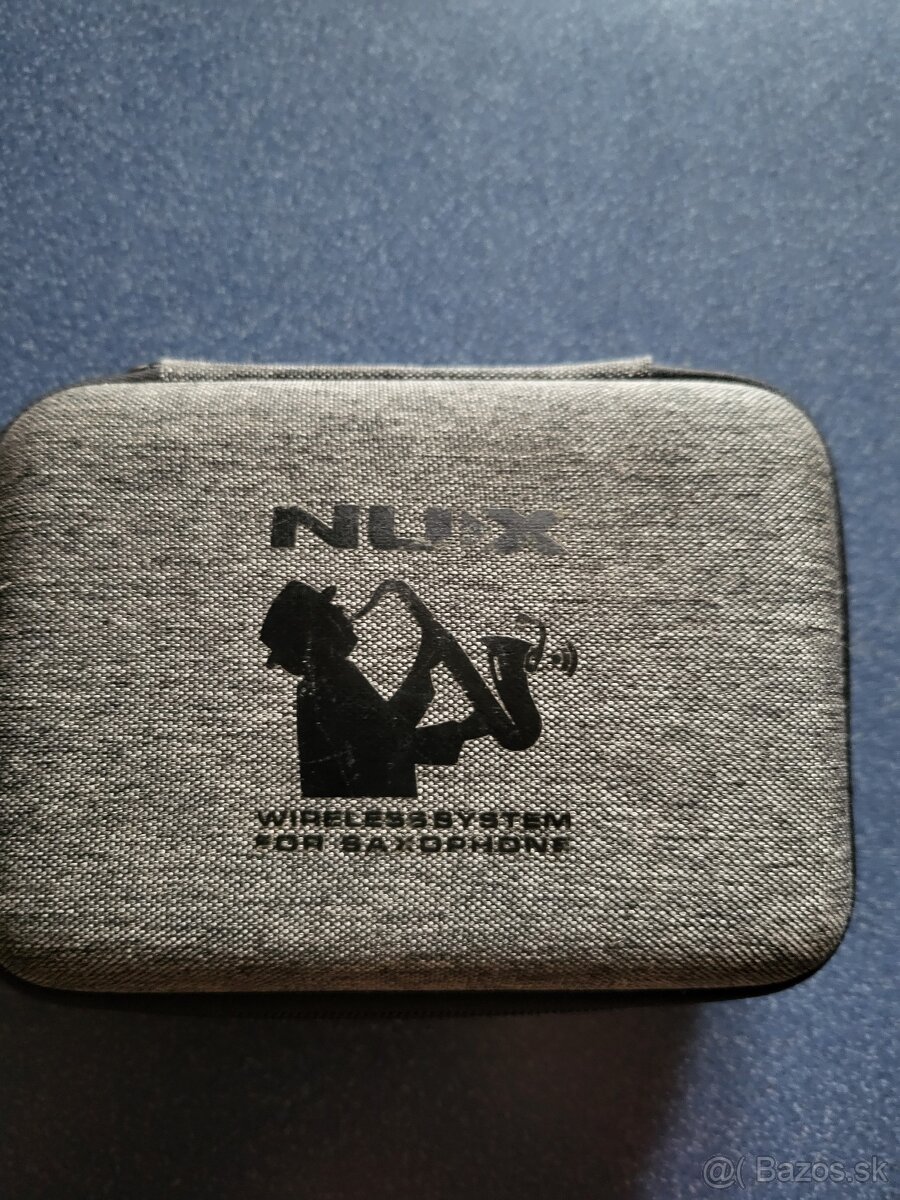 NUX
WIRELESS SYSTEM
FOR SAXOPHONE
@( Bazos.sk